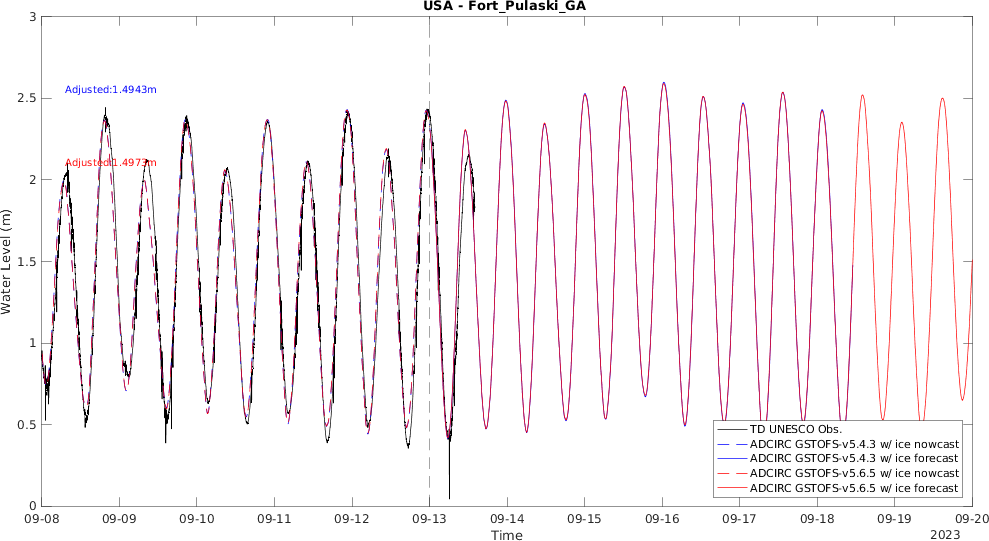 USA - Fort_Pulaski_GA
3
2.5
2
1.5
1
0.5
0
Water Level (m)
Adjusted:1.4943m
Adjusted:1.4973m
TD UNESCO Obs.
ADCIRC GSTOFS-v5.4.3 w/ ice nowcast
ADCIRC GSTOFS-v5.4.3 w/ ice forecast
ADCIRC GSTOFS-v5.6.5 w/ ice nowcast
ADCIRC GSTOFS-v5.6.5 w/ ice forecast
09-08 09-09 09-10 09-11 09-12 09-13 09-14 09-15 09-16 09-17 09-18 09-19 09-20
Time
2023